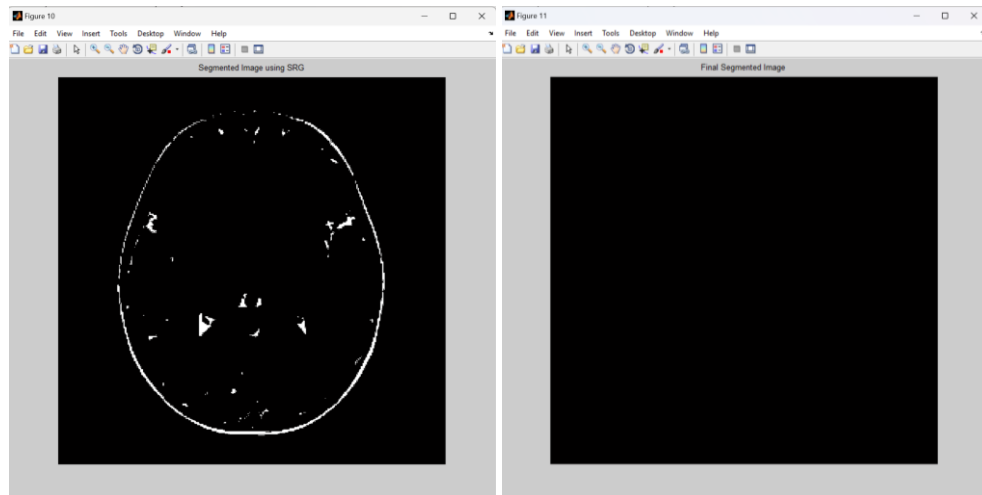 Figure 10
File Edit View Insert Tools Desktop Window Help
Segmented Image using SRG
Figure 11
File Edit View Insert Tools Desktop Window Help
Final Segmented Image